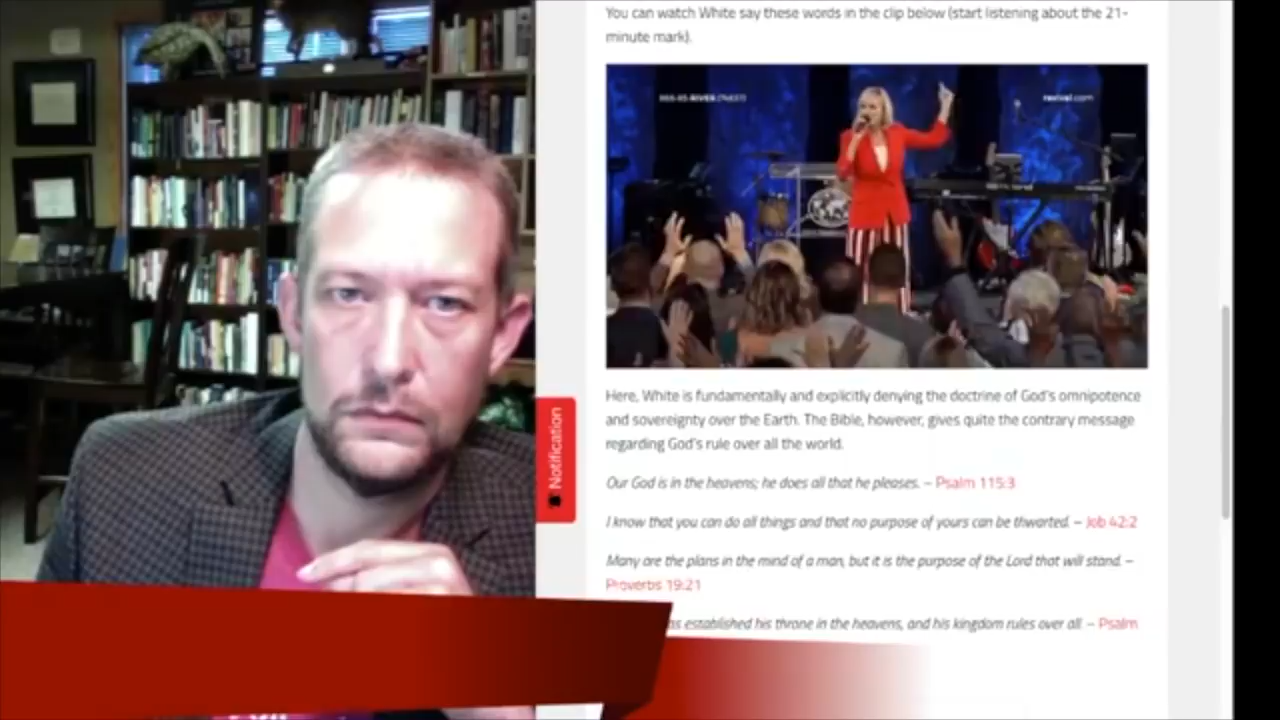 You can watch White say these words in the clip below (start listening about the 21-
minute mark).
revival.com
Here, White is fundamentally and explicitly denying the doctrine of God's omnipotence
and sovereignty over the Earth. The Bible, however, gives quite the contrary message
regarding God's rule over all the world.
Notification
Our God is in the heavens; he does all that he pleases. – Psalm 115:3
I know that you can do all things and that no purpose of yours can be thwarted. – Job 42:2
Many are the plans in the mind of a man, but it is the purpose of the Lord that will stand. –
Proverbs 19:21
established his throne in the heavens, and his kingdom rules over all – Psalm